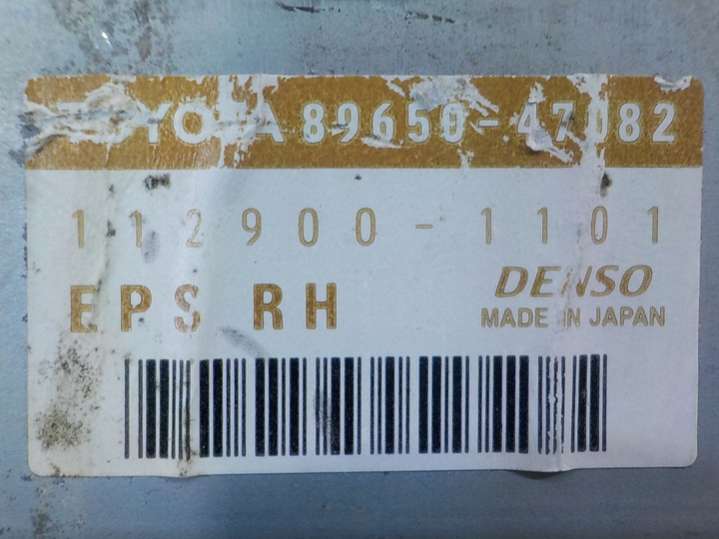 TOYOTA 89650-47082
112900-1101
EPS RH
DENSO
MADE IN JAPAN